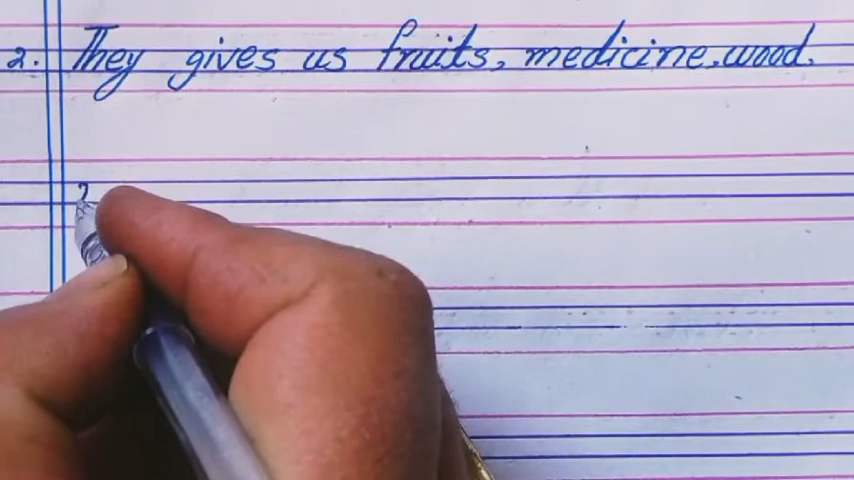 2. They gives us fruits, medicine, wood.